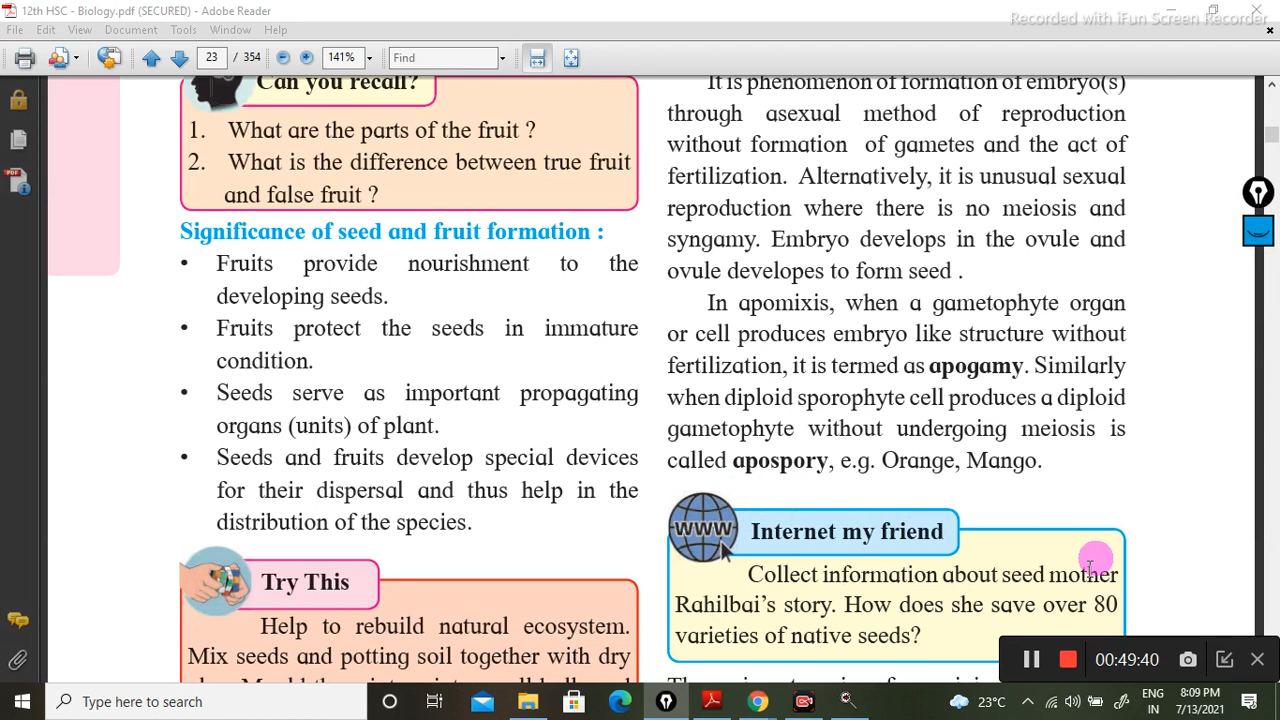 12th HSC - Biology.pdf (SECURED) - Adobe Reader
Recorded with iFun Screen Recorder
File Edit View Document Tools Window Help
23 / 354 141% Find
Can you recall?
1. What are the parts of the fruit ?
2. What is the difference between true fruit
and false fruit ?
Significance of seed and fruit formation :
• Fruits provide nourishment to the
developing seeds.
• Fruits protect the seeds in immature
condition.
• Seeds serve as important propagating
organs (units) of plant.
• Seeds and fruits develop special devices
for their dispersal and thus help in the
distribution of the species.
Try This
Help to rebuild natural ecosystem.
Mix seeds and potting soil together with dry
It is phenomenon of formation of embryo(s)
through asexual method of reproduction
without formation of gametes and the act of
fertilization. Alternatively, it is unusual sexual
reproduction where there is no meiosis and
syngamy. Embryo develops in the ovule and
ovule developes to form seed .
In apomixis, when a gametophyte organ
or cell produces embryo like structure without
fertilization, it is termed as apogamy. Similarly
when diploid sporophyte cell produces a diploid
gametophyte without undergoing meiosis is
called apospory, e.g. Orange, Mango.
WWW
Internet my friend
Collect information about seed mother
Rahilbai's story. How does she save over 80
varieties of native seeds?
00:49:40
Type here to search
23°C
ENG
IN
8:09 PM
7/13/2021